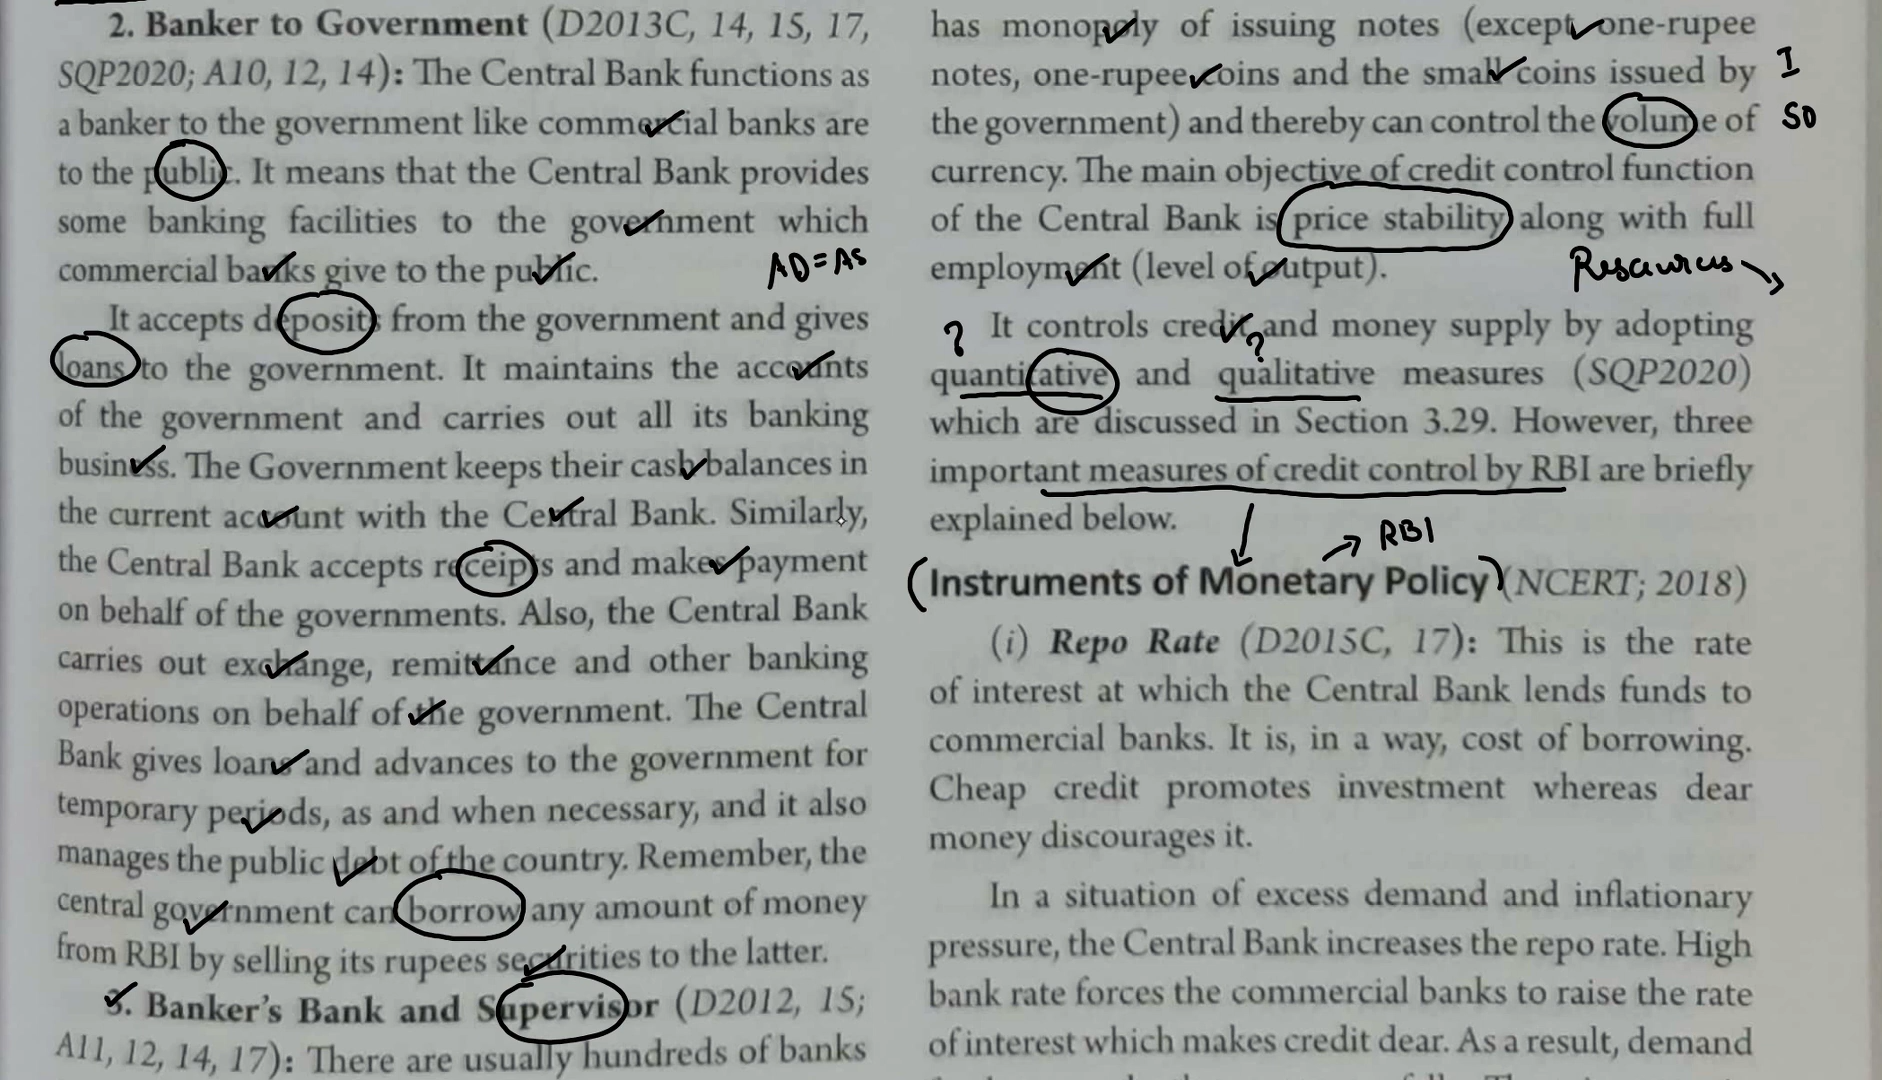 2. Banker to Government (D2013C, 14, 15, 17,
SQP2020; A10, 12, 14): The Central Bank functions as
a banker to the government like commercial banks are
to the public. It means that the Central Bank provides
some banking facilities to the government which
commercial banks give to the public.
AD=AS
It accepts deposits from the government and gives
loans to the government. It maintains the accounts
of the government and carries out all its banking
business. The Government keeps their cash balances in
the current account with the Central Bank. Similarly,
the Central Bank accepts receipts and makes payment
on behalf of the governments. Also, the Central Bank
carries out exchange, remittance and other banking
operations on behalf of the government. The Central
Bank gives loans and advances to the government for
temporary periods, as and when necessary, and it also
manages the public debt of the country. Remember, the
central government can borrow any amount of money
from RBI by selling its rupees securities to the latter.
3. Banker's Bank and Supervisor (D2012, 15;
A11, 12, 14, 17): There are usually hundreds of banks
has monopoly of issuing notes (except one-rupee
notes, one-rupee coins and the small coins issued by
I
the government) and thereby can control the volume of
SO
currency. The main objective of credit control function
of the Central Bank is price stability along with full
employment (level of output).
?
It controls credit and money supply by adopting
?
quantitative and qualitative measures (SQP2020)
which are discussed in Section 3.29. However, three
important measures of credit control by RBI are briefly
explained below.
RBI
(Instruments of Monetary Policy) (NCERT; 2018)
(i) Repo Rate (D2015C, 17): This is the rate
of interest at which the Central Bank lends funds to
commercial banks. It is, in a way, cost of borrowing.
Cheap credit promotes investment whereas dear
money discourages it.
In a situation of excess demand and inflationary
pressure, the Central Bank increases the repo rate. High
bank rate forces the commercial banks to raise the rate
of interest which makes credit dear. As a result, demand